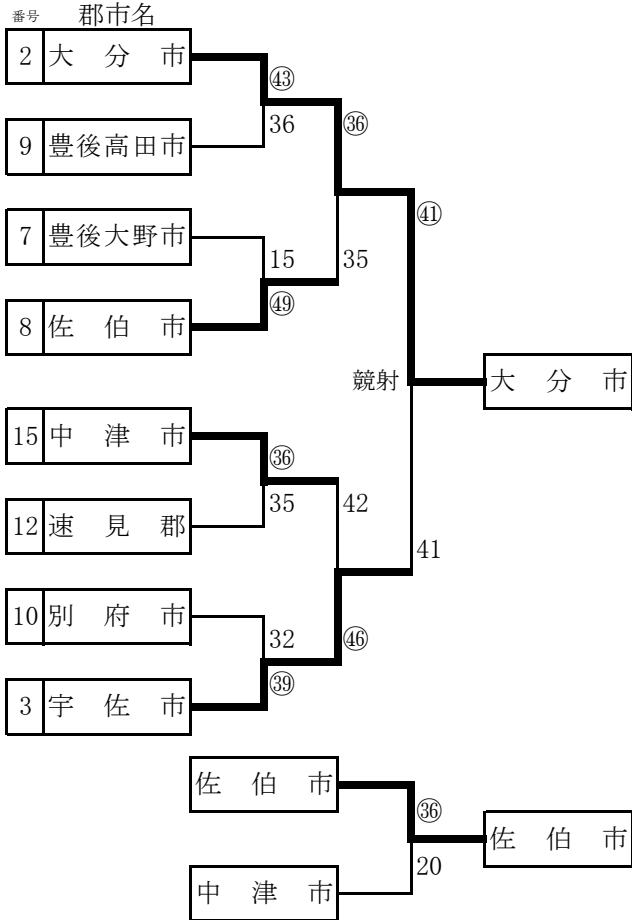 番号 郡市名
2 大分市
㊸
36
㊱
9 豊後高田市
㊶
7 豊後大野市
15
35
㊾
8 佐伯市
競射
大分市
15 中津市
㊱
35
42
12 速見郡
41
10 別府市
32
㊻
㊴
3 宇佐市
佐伯市
㊱
佐伯市
20
中津市